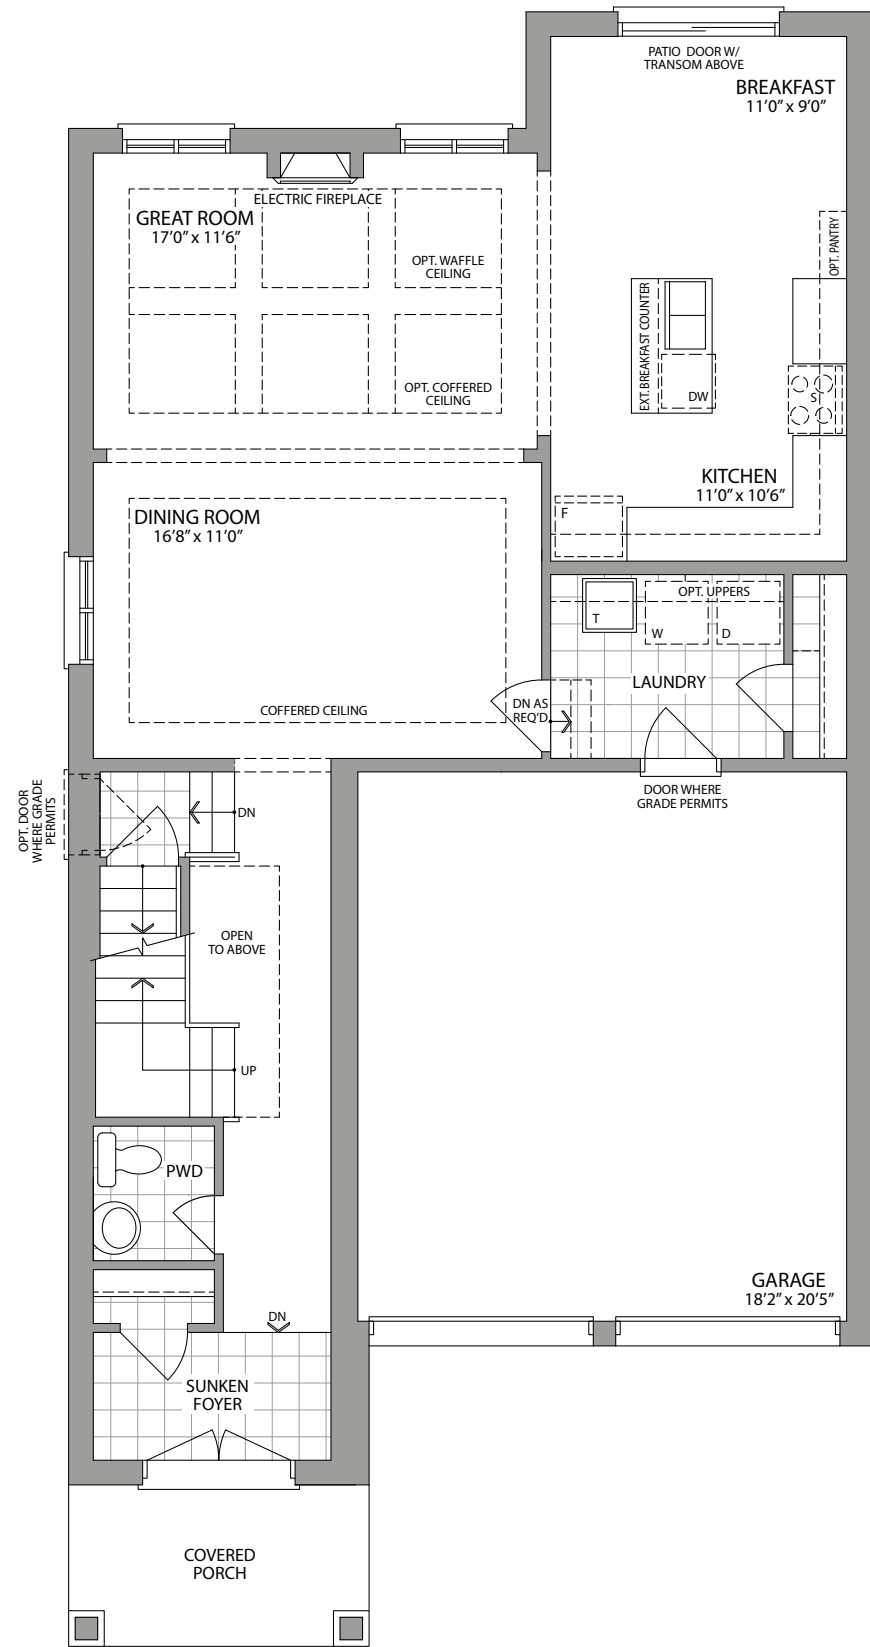 PATIO DOOR W/
TRANSOM ABOVE
BREAKFAST
11'0" x 9'0"
ELECTRIC FIREPLACE
GREAT ROOM
17'0" x 11'6"
OPT. WAFFLE
CEILING
OPT. PANTRY
EXT. BREAKFAST COUNTER
OPT. COFFERED
CEILING
DW
S
KITCHEN
11'0" x 10'6"
F
DINING ROOM
16'8" x 11'0"
OPT. UPPERS
T
W
D
LAUNDRY
DN AS
REQ'D
COFFERED CEILING
OPT. DOOR
WHERE GRADE
PERMITS
DN
DOOR WHERE
GRADE PERMITS
OPEN
TO ABOVE
UP
PWD
GARAGE
18'2" x 20'5"
DN
SUNKEN
FOYER
COVERED
PORCH